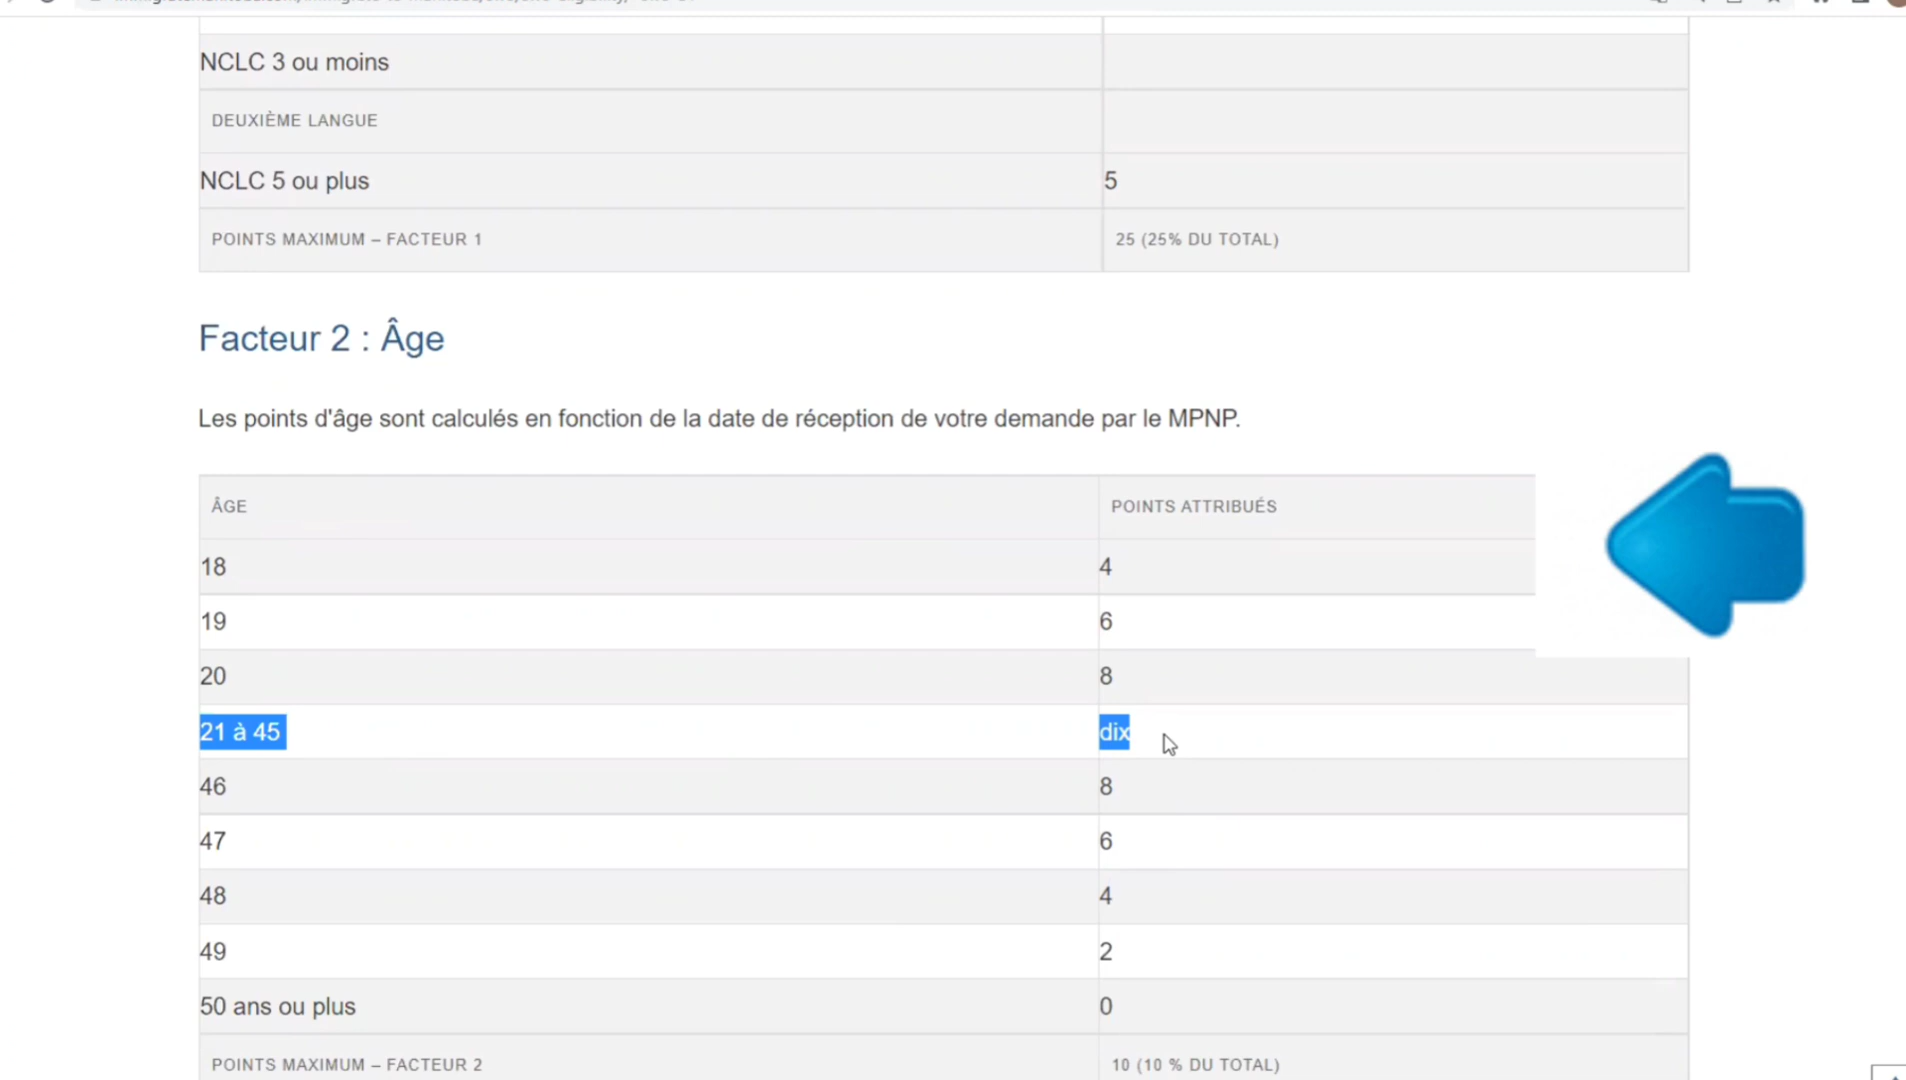 NCLC 3 ou moins
DEUXIÈME LANGUE
NCLC 5 ou plus 5
POINTS MAXIMUM – FACTEUR 1 25 (25% DU TOTAL)
Facteur 2 : Âge
Les points d'âge sont calculés en fonction de la date de réception de votre demande par le MPNP.
ÂGE POINTS ATTRIBUÉS
18 4
19 6
20 8
21 à 45 dix
46 8
47 6
48 4
49 2
50 ans ou plus 0
POINTS MAXIMUM – FACTEUR 2 10 (10 % DU TOTAL)